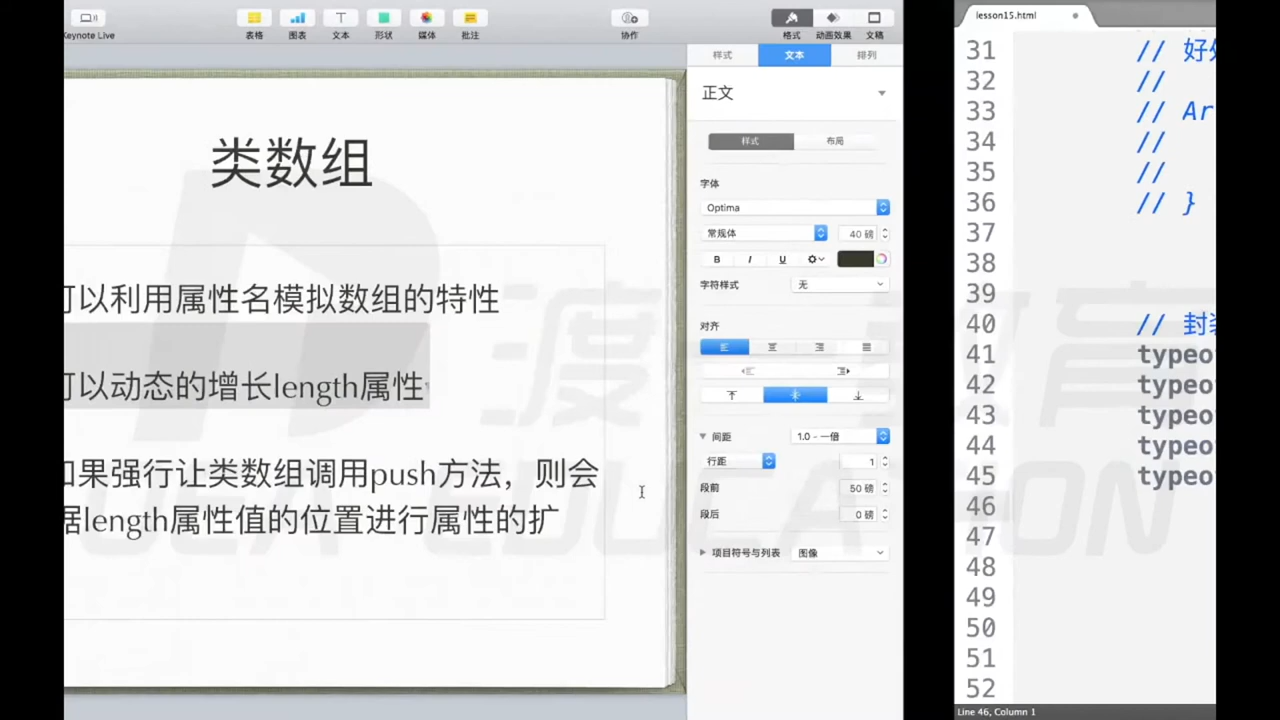 Keynote Live
表格
图表
文本
形状
媒体
批注
协作
格式
动画效果
文稿
类数组
可以利用属性名模拟数组的特性
可以动态的增长length属性
如果强行让类数组调用push方法，则会
据length属性值的位置进行属性的扩
样式
文本
排列
正文
样式
布局
字体
Optima
常规体
40 磅
B I U
字符样式
无
对齐
间距
1.0 - 一倍
行距
1
段前
50 磅
段后
0 磅
项目符号与列表
图像
lesson15.html
31 // 好处
32 //
33 // Ar
34 //
35 //
36 // }
37
38
39
40 // 封装
41 typeo
42 typeo
43 typeo
44 typeo
45 typeo
46
47
48
49
50
51
52
Line 46, Column 1
渡 教育
DUEA EDUCATION